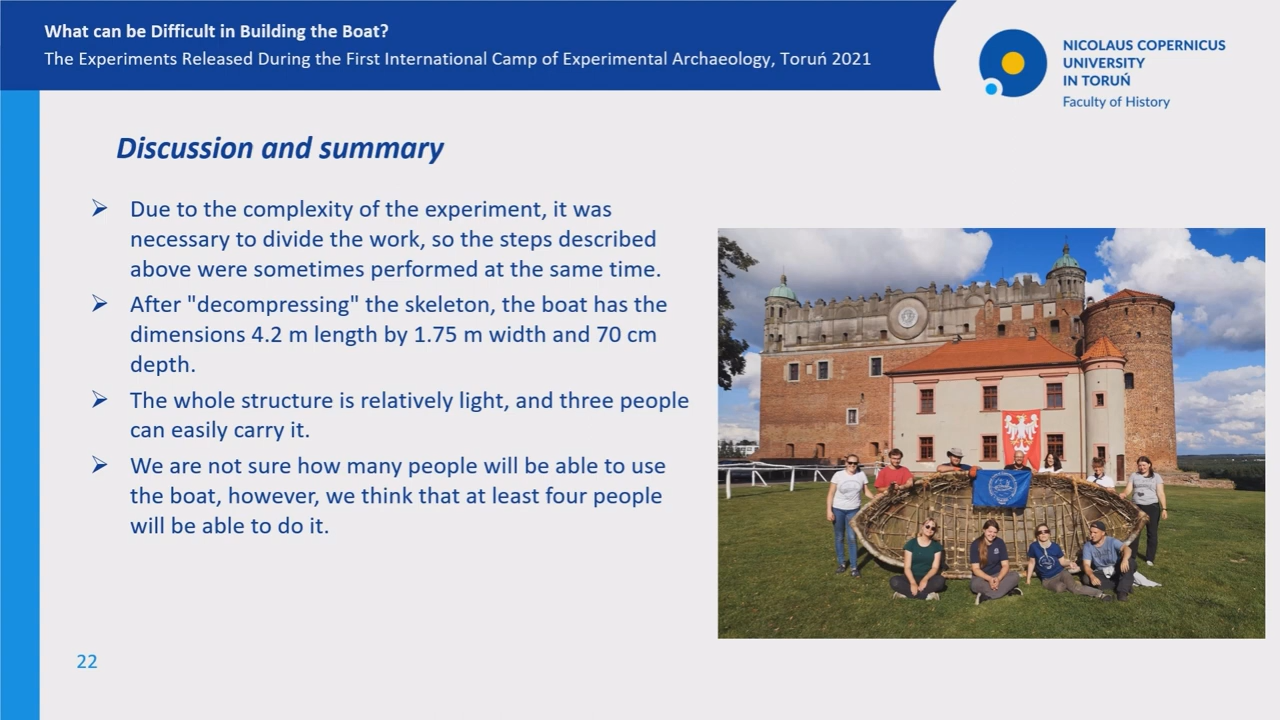 What can be Difficult in Building the Boat?
The Experiments Released During the First International Camp of Experimental Archaeology, Toruń 2021
NICOLAUS COPERNICUS
UNIVERSITY
IN TORUŃ
Faculty of History
Discussion and summary
Due to the complexity of the experiment, it was
necessary to divide the work, so the steps described
above were sometimes performed at the same time.
After "decompressing" the skeleton, the boat has the
dimensions 4.2 m length by 1.75 m width and 70 cm
depth.
The whole structure is relatively light, and three people
can easily carry it.
We are not sure how many people will be able to use
the boat, however, we think that at least four people
will be able to do it.
22